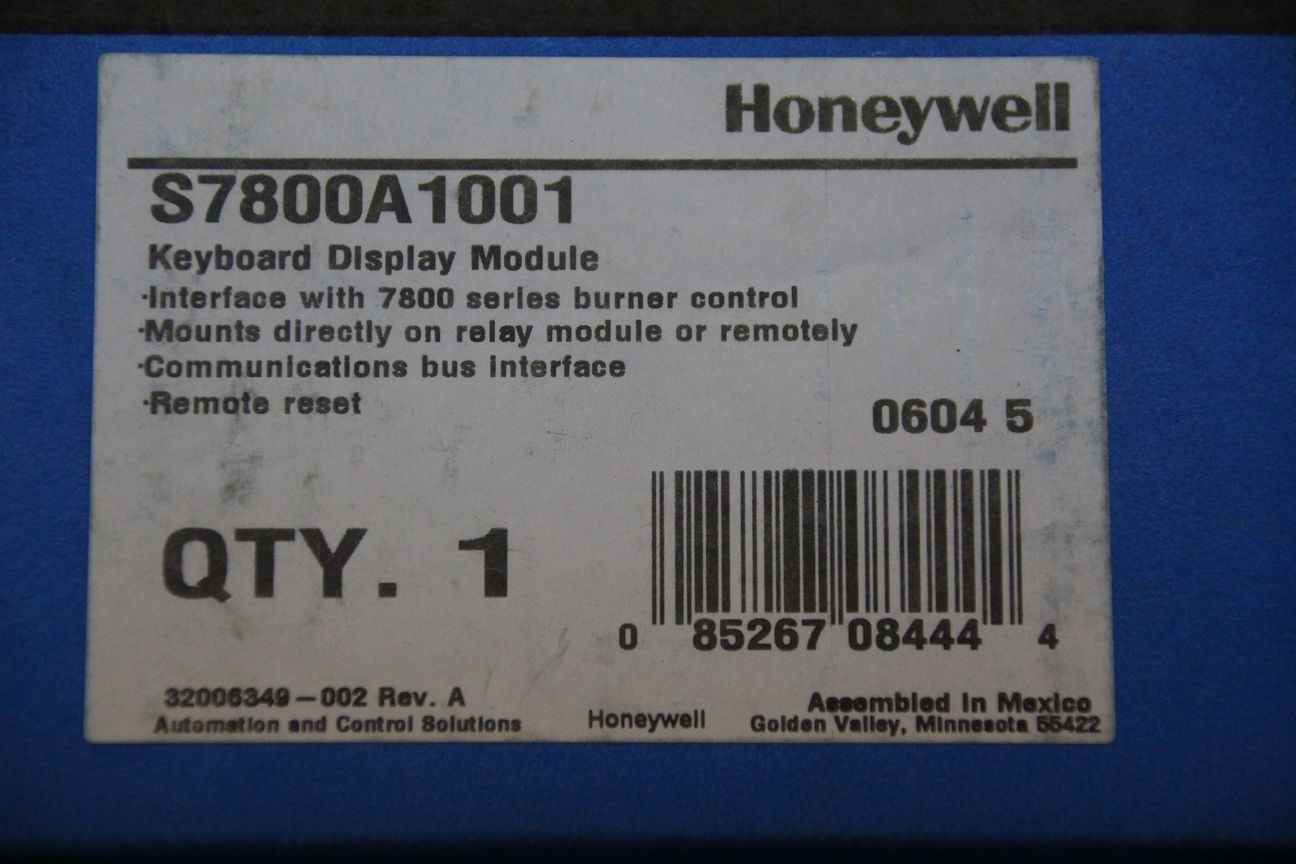 Honeywell
S7800A1001
Keyboard Display Module
·Interface with 7800 series burner control
·Mounts directly on relay module or remotely
·Communications bus interface
·Remote reset
0604 5
QTY. 1
0 85267 08444 4
32006349-002 Rev. A
Assembled in Mexico
Automation and Control Solutions
Honeywell
Golden Valley, Minnesota 55422